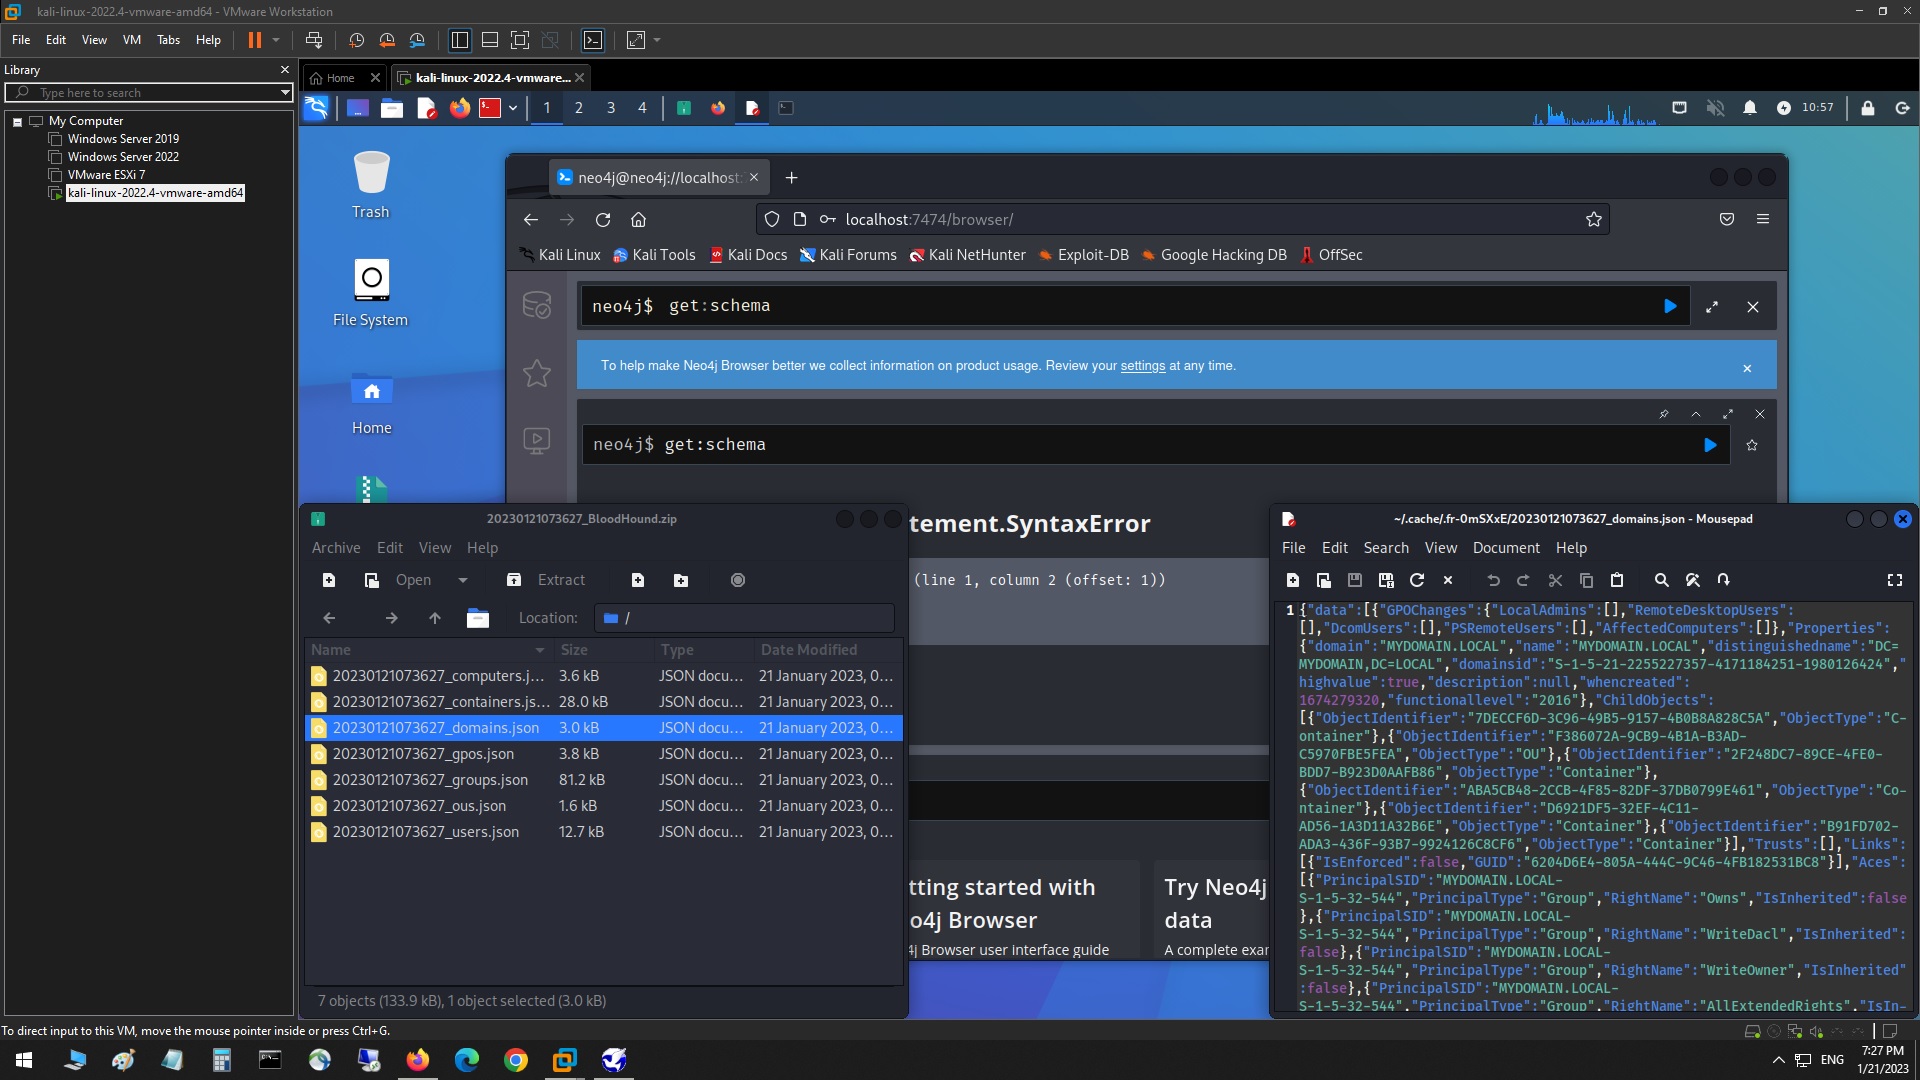 kali-linux-2022.4-vmware-amd64 - VMware Workstation
File Edit View VM Tabs Help
Library
Type here to search
My Computer
Windows Server 2019
Windows Server 2022
VMware ESXi 7
kali-linux-2022.4-vmware-amd64
Home
kali-linux-2022.4-vmware...
1 2 3 4
10:57
Trash
File System
Home
neo4j@neo4j://localhost:
localhost:7474/browser/
Kali Linux Kali Tools Kali Docs Kali Forums Kali NetHunter Exploit-DB Google Hacking DB OffSec
neo4j$ get:schema
To help make Neo4j Browser better we collect information on product usage. Review your settings at any time.
neo4j$ get:schema
tement.SyntaxError
(line 1, column 2 (offset: 1))
tting started with
o4j Browser
4j Browser user interface guide
Try Neo4j
data
A complete exa
20230121073627_BloodHound.zip
Archive Edit View Help
Open Extract
Location: /
Name Size Type Date Modified
20230121073627_computers.j... 3.6 kB JSON docu... 21 January 2023, 0...
20230121073627_containers.js... 28.0 kB JSON docu... 21 January 2023, 0...
20230121073627_domains.json 3.0 kB JSON docu... 21 January 2023, 0...
20230121073627_gpos.json 3.8 kB JSON docu... 21 January 2023, 0...
20230121073627_groups.json 81.2 kB JSON docu... 21 January 2023, 0...
20230121073627_ous.json 1.6 kB JSON docu... 21 January 2023, 0...
20230121073627_users.json 12.7 kB JSON docu... 21 January 2023, 0...
7 objects (133.9 kB), 1 object selected (3.0 kB)
~/.cache/.fr-0mSXxE/20230121073627_domains.json - Mousepad
File Edit Search View Document Help
1 {"data":[{"GPOChanges":{"LocalAdmins":[],"RemoteDesktopUsers":
[],"DcomUsers":[],"PSRemoteUsers":[],"AffectedComputers":[]},"Properties":
{"domain":"MYDOMAIN.LOCAL","name":"MYDOMAIN.LOCAL","distinguishedname":"DC=
MYDOMAIN,DC=LOCAL","domainsid":"S-1-5-21-2255227357-4171184251-1980126424","
highvalue":true,"description":null,"whencreated":
1674279320,"functionallevel":"2016"},"ChildObjects":
[{"ObjectIdentifier":"7DECCF6D-3C96-49B5-9157-4B0B8A828C5A","ObjectType":"C-
ontainer"},{"ObjectIdentifier":"F386072A-9CB9-4B1A-B3AD-
C5970FBE5FEA","ObjectType":"OU"},{"ObjectIdentifier":"2F248DC7-89CE-4FE0-
BDD7-B923D0AAFB86","ObjectType":"Container"},
{"ObjectIdentifier":"ABA5CB48-2CCB-4F85-82DF-37DB0799E461","ObjectType":"Co-
ntainer"},{"ObjectIdentifier":"D6921DF5-32EF-4C11-
AD56-1A3D11A32B6E","ObjectType":"Container"},{"ObjectIdentifier":"B91FD702-
ADA3-436F-93B7-9924126C8CF6","ObjectType":"Container"}],"Trusts":[],"Links":
[{"IsEnforced":false,"GUID":"6204D6E4-805A-444C-9C46-4FB182531BC8"}],"Aces":
[{"PrincipalSID":"MYDOMAIN.LOCAL-
S-1-5-32-544","PrincipalType":"Group","RightName":"Owns","IsInherited":false
},{"PrincipalSID":"MYDOMAIN.LOCAL-
S-1-5-32-544","PrincipalType":"Group","RightName":"WriteDacl","IsInherited":
false},{"PrincipalSID":"MYDOMAIN.LOCAL-
S-1-5-32-544","PrincipalType":"Group","RightName":"WriteOwner","IsInherited"
:false},{"PrincipalSID":"MYDOMAIN.LOCAL-
S-1-5-32-544","PrincipalType":"Group","RightName":"AllExtendedRights","IsIn-
To direct input to this VM, move the mouse pointer inside or press Ctrl+G.
ENG
7:27 PM
1/21/2023